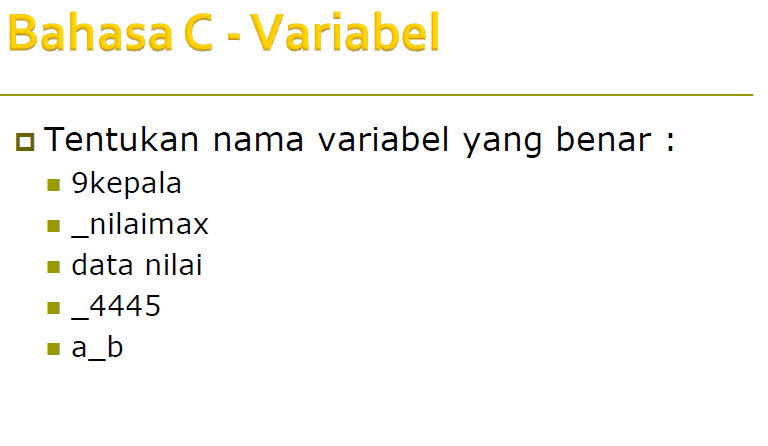 Bahasa C - Variabel
Tentukan nama variabel yang benar :
9kepala
_nilaimax
data nilai
_4445
a_b